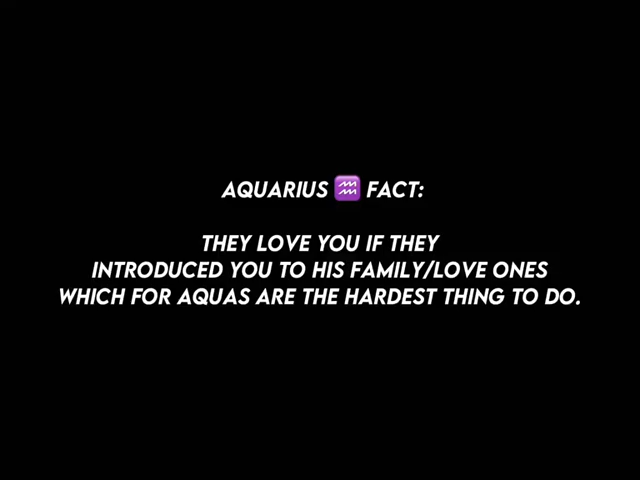 AQUARIUS ♒ FACT:
THEY LOVE YOU IF THEY
INTRODUCED YOU TO HIS FAMILY/LOVE ONES
WHICH FOR AQUAS ARE THE HARDEST THING TO DO.